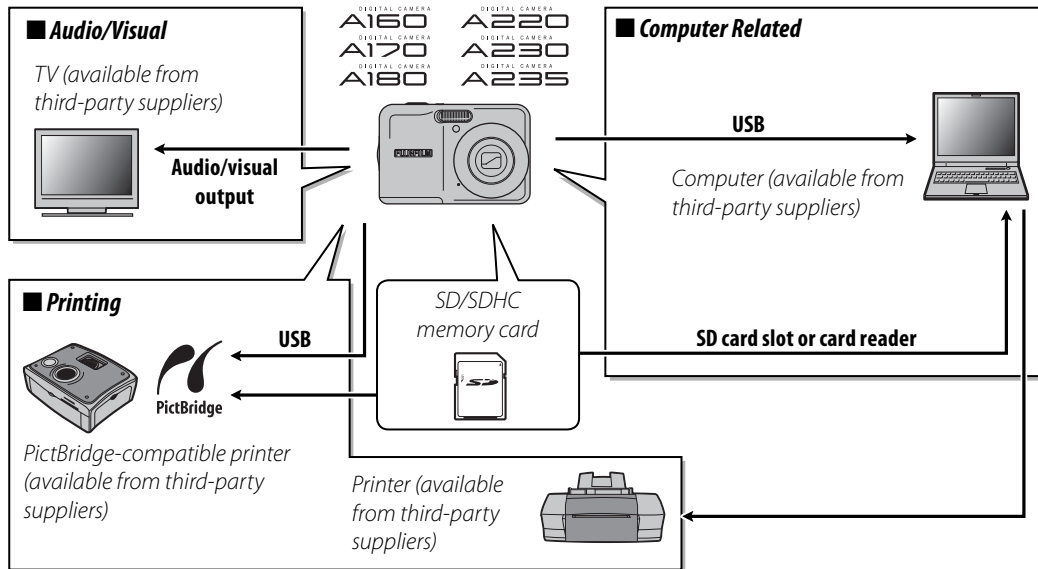 ■ Audio/Visual
TV (available from
third-party suppliers)
Audio/visual
output
DIGITAL CAMERA
A160
DIGITAL CAMERA
A220
DIGITAL CAMERA
A170
DIGITAL CAMERA
A230
DIGITAL CAMERA
A180
DIGITAL CAMERA
A235
FUJIFILM
■ Computer Related
USB
Computer (available from
third-party suppliers)
SD card slot or card reader
SD/SDHC
memory card
SD
■ Printing
USB
PictBridge
PictBridge-compatible printer
(available from third-party
suppliers)
Printer (available
from third-party
suppliers)